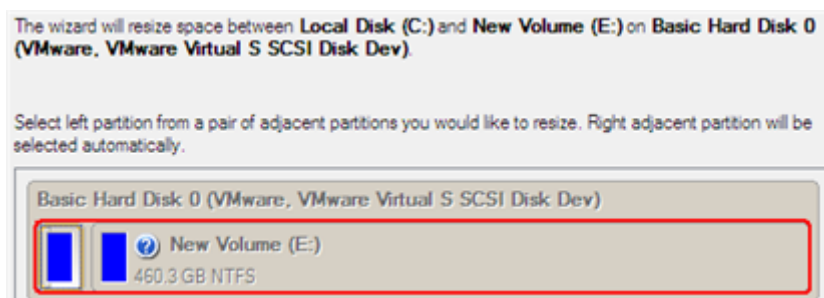 The wizard will resize space between Local Disk (C:) and New Volume (E:) on Basic Hard Disk 0
(VMware, VMware Virtual S SCSI Disk Dev).
Select left partition from a pair of adjacent partitions you would like to resize. Right adjacent partition will be
selected automatically.
Basic Hard Disk 0 (VMware, VMware Virtual S SCSI Disk Dev)
New Volume (E:)
460.3 GB NTFS